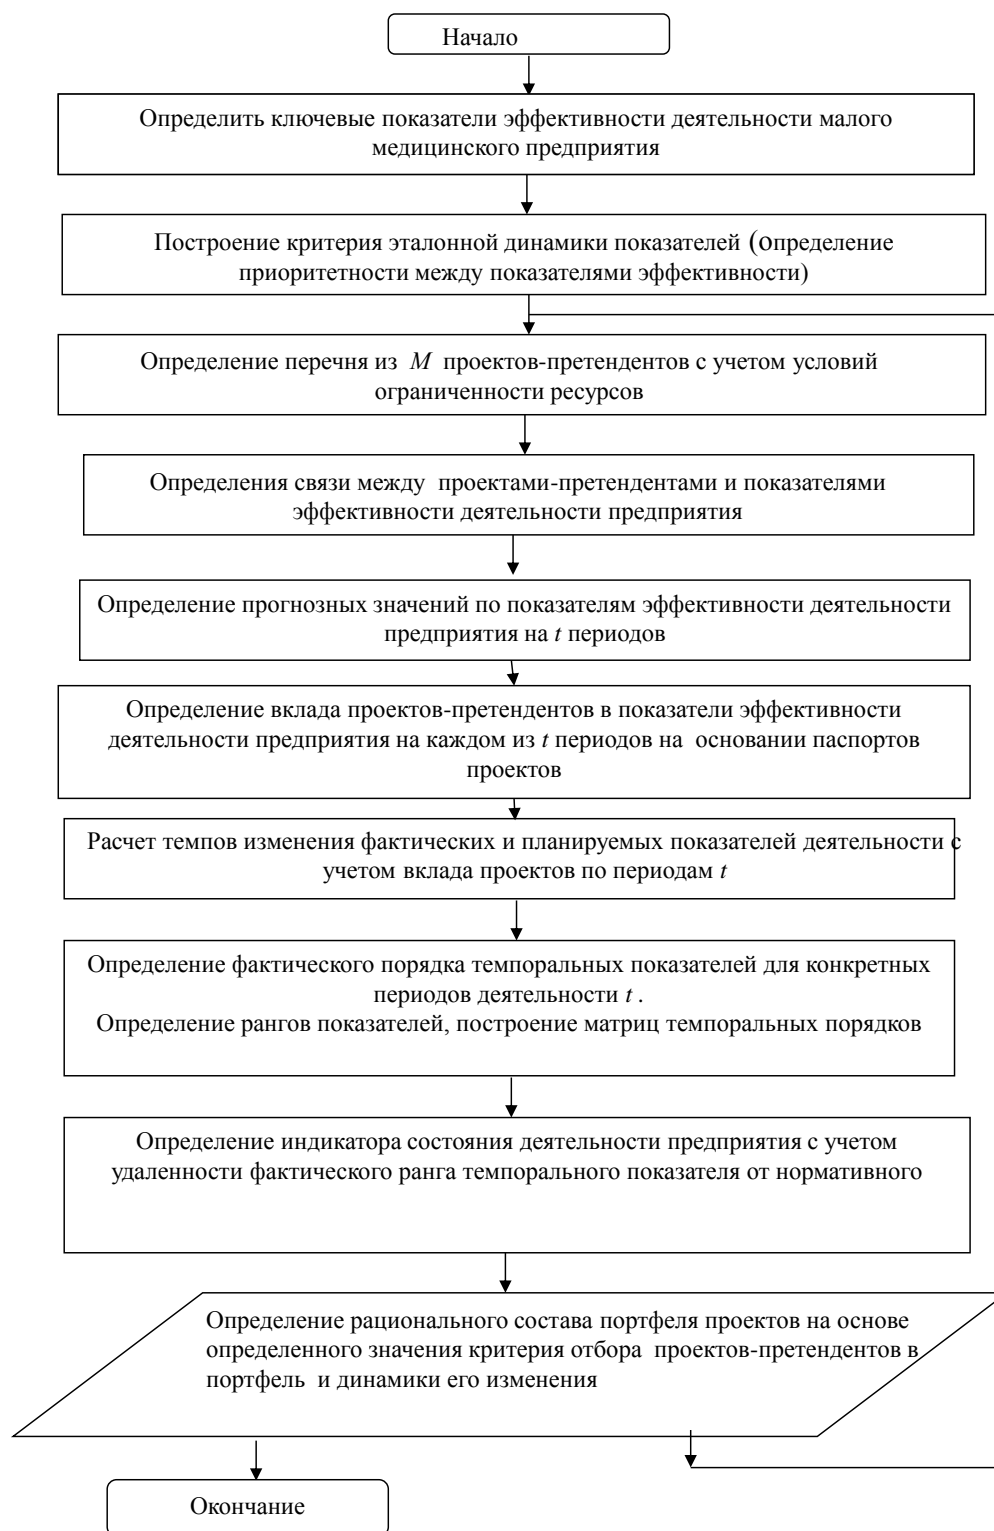 Начало
Определить ключевые показатели эффективности деятельности малого
медицинского предприятия
Построение критерия эталонной динамики показателей (определение
приоритетности между показателями эффективности)
Определение перечня из M проектов-претендентов с учетом условий
ограниченности ресурсов
Определения связи между проектами-претендентами и показателями
эффективности деятельности предприятия
Определение прогнозных значений по показателям эффективности деятельности
предприятия на t периодов
Определение вклада проектов-претендентов в показатели эффективности
деятельности предприятия на каждом из t периодов на основании паспортов
проектов
Расчет темпов изменения фактических и планируемых показателей деятельности с
учетом вклада проектов по периодам t
Определение фактического порядка темпоральных показателей для конкретных
периодов деятельности t .
Определение рангов показателей, построение матриц темпоральных порядков
Определение индикатора состояния деятельности предприятия с учетом
удаленности фактического ранга темпорального показателя от нормативного
Определение рационального состава портфеля проектов на основе
определенного значения критерия отбора проектов-претендентов в
портфель и динамики его изменения
Окончание